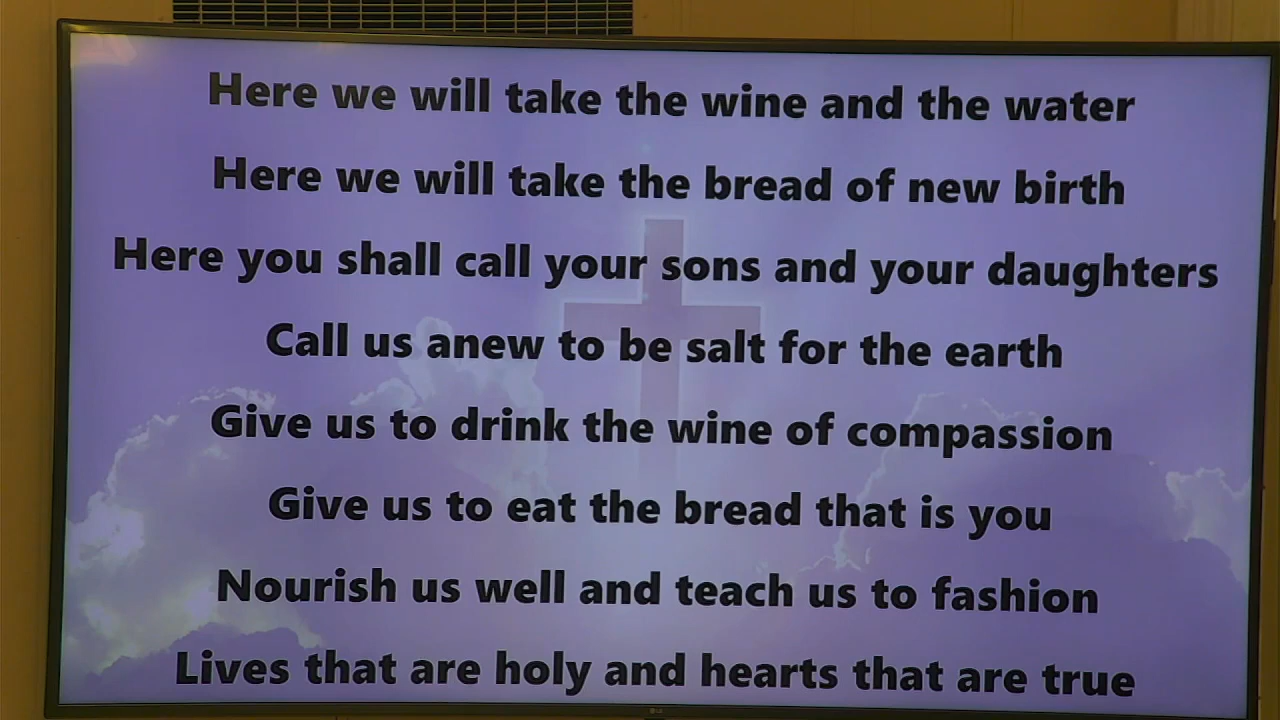 Here we will take the wine and the water
Here we will take the bread of new birth
Here you shall call your sons and your daughters
Call us anew to be salt for the earth
Give us to drink the wine of compassion
Give us to eat the bread that is you
Nourish us well and teach us to fashion
Lives that are holy and hearts that are true
LG